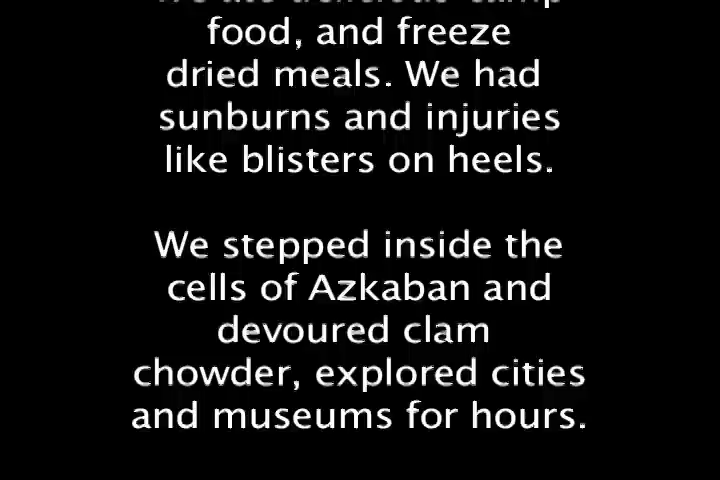 food, and freeze
dried meals. We had
sunburns and injuries
like blisters on heels.
We stepped inside the
cells of Azkaban and
devoured clam
chowder, explored cities
and museums for hours.